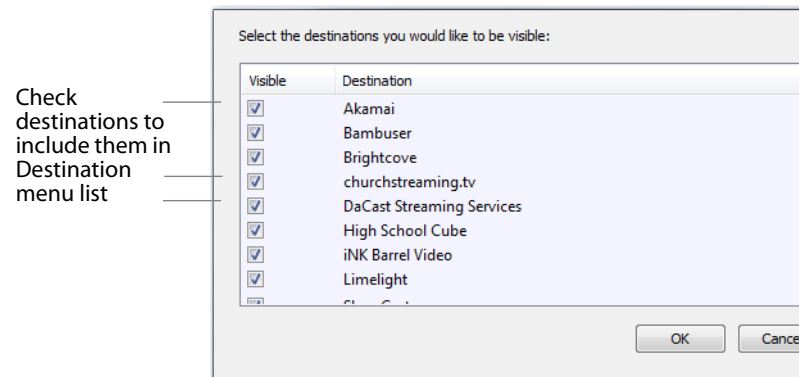 Select the destinations you would like to be visible:
Visible Destination
Check
destinations to
include them in
Destination
menu list
Akamai
Bambuser
Brightcove
churchstreaming.tv
DaCast Streaming Services
High School Cube
iNK Barrel Video
Limelight
OK Cance